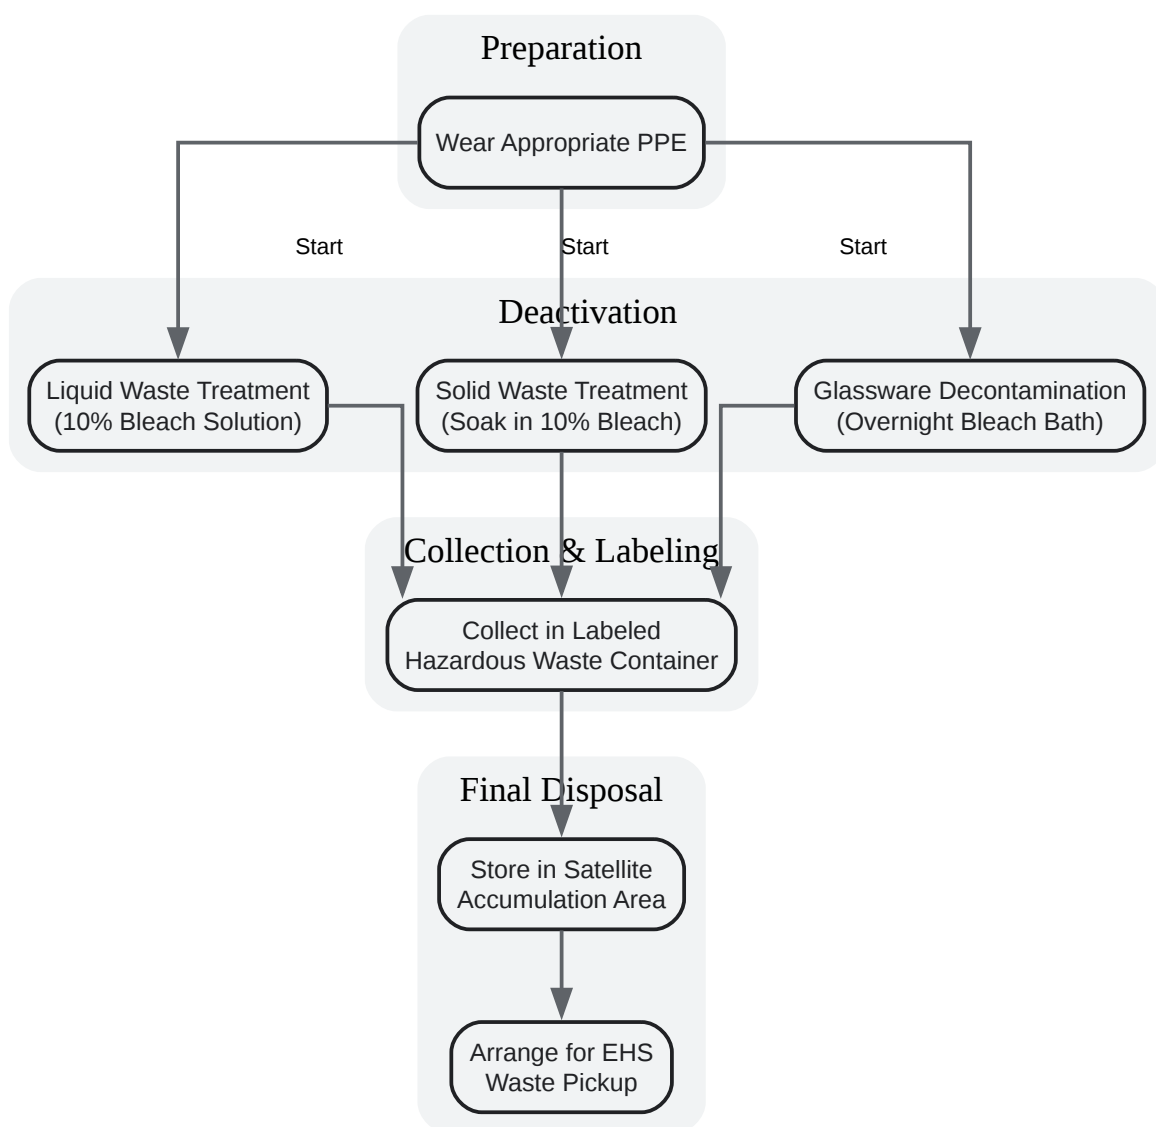 Preparation
Wear Appropriate PPE
Start
Start
Start
Deactivation
Liquid Waste Treatment
(10% Bleach Solution)
Solid Waste Treatment
(Soak in 10% Bleach)
Glassware Decontamination
(Overnight Bleach Bath)
Collection & Labeling
Collect in Labeled
Hazardous Waste Container
Final Disposal
Store in Satellite
Accumulation Area
Arrange for EHS
Waste Pickup